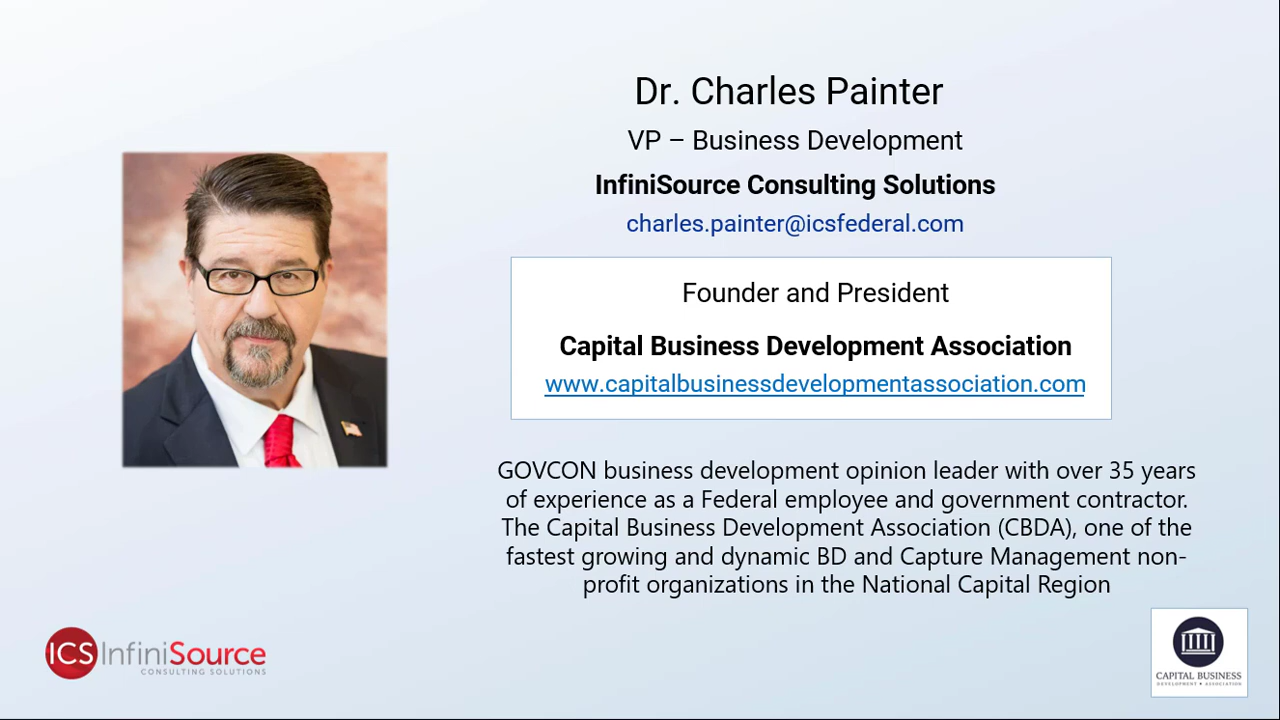 Dr. Charles Painter
VP – Business Development
InfiniSource Consulting Solutions
charles.painter@icsfederal.com
Founder and President
Capital Business Development Association
www.capitalbusinessdevelopmentassociation.com
GOVCON business development opinion leader with over 35 years
of experience as a Federal employee and government contractor.
The Capital Business Development Association (CBDA), one of the
fastest growing and dynamic BD and Capture Management non-
profit organizations in the National Capital Region
ICS InfiniSource
CONSULTING SOLUTIONS
CAPITAL BUSINESS
DEVELOPMENT • ASSOCIATION